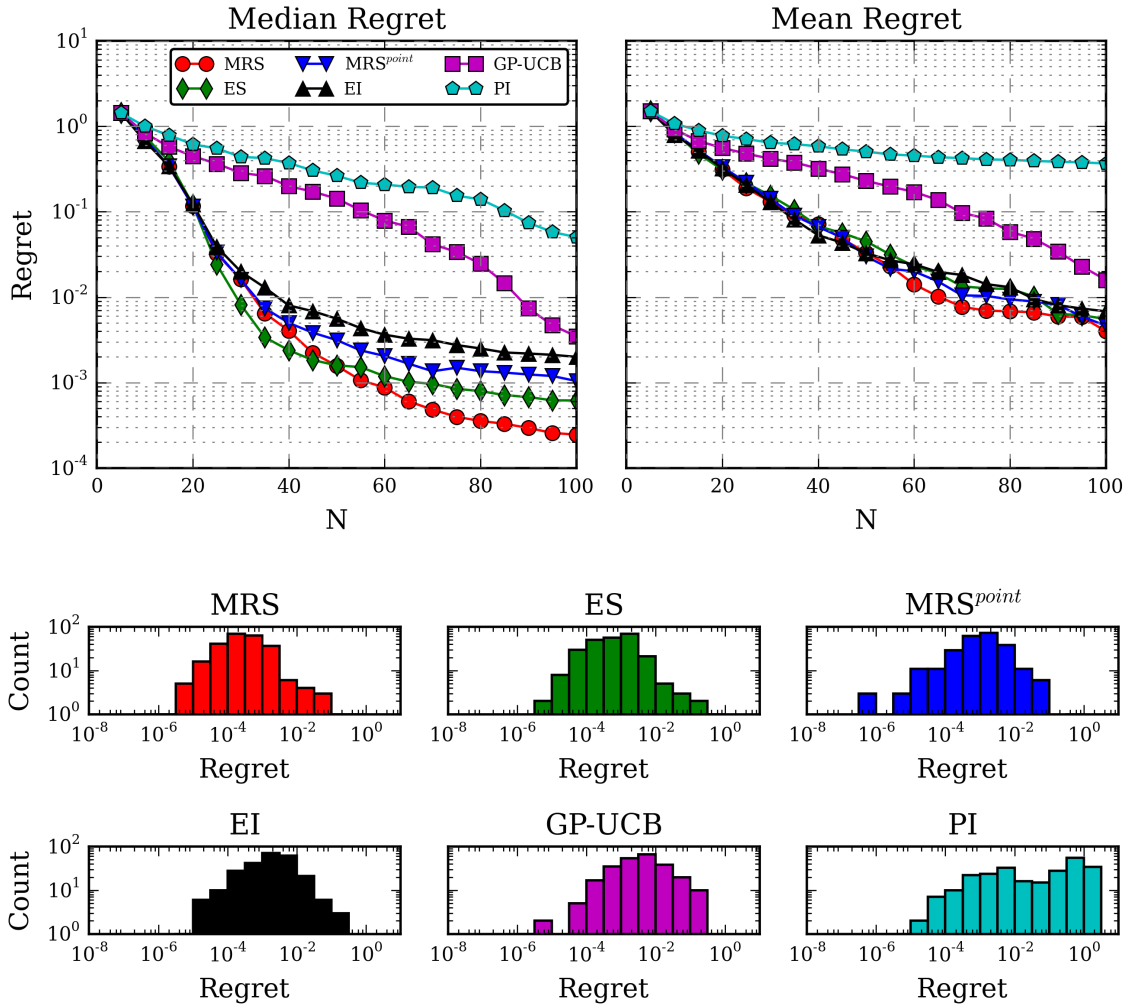 Median Regret Mean Regret
10^1
10^0
10^-1
10^-2
10^-3
10^-4
Regret
MRS MRS^point GP-UCB
ES EI PI
0 20 40 60 80 100 0 20 40 60 80 100
N N
MRS ES MRS^point
Count
10^2
10^1
10^0
10^-8 10^-6 10^-4 10^-2 10^0 10^-8 10^-6 10^-4 10^-2 10^0 10^-8 10^-6 10^-4 10^-2 10^0
Regret Regret Regret
EI GP-UCB PI
Count
10^2
10^1
10^0
10^-8 10^-6 10^-4 10^-2 10^0 10^-8 10^-6 10^-4 10^-2 10^0 10^-8 10^-6 10^-4 10^-2 10^0
Regret Regret Regret